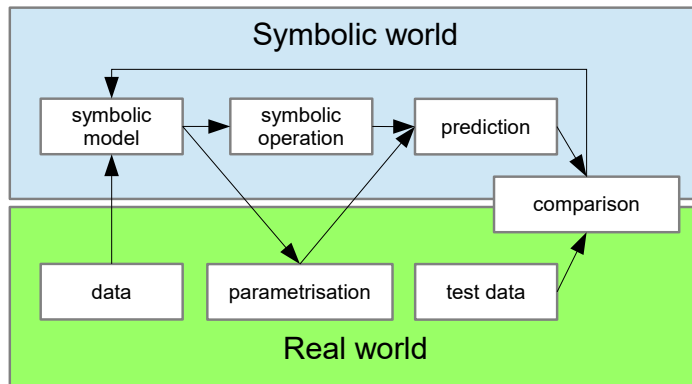 Symbolic world
symbolic
model
symbolic
operation
prediction
comparison
data
parametrisation
test data
Real world